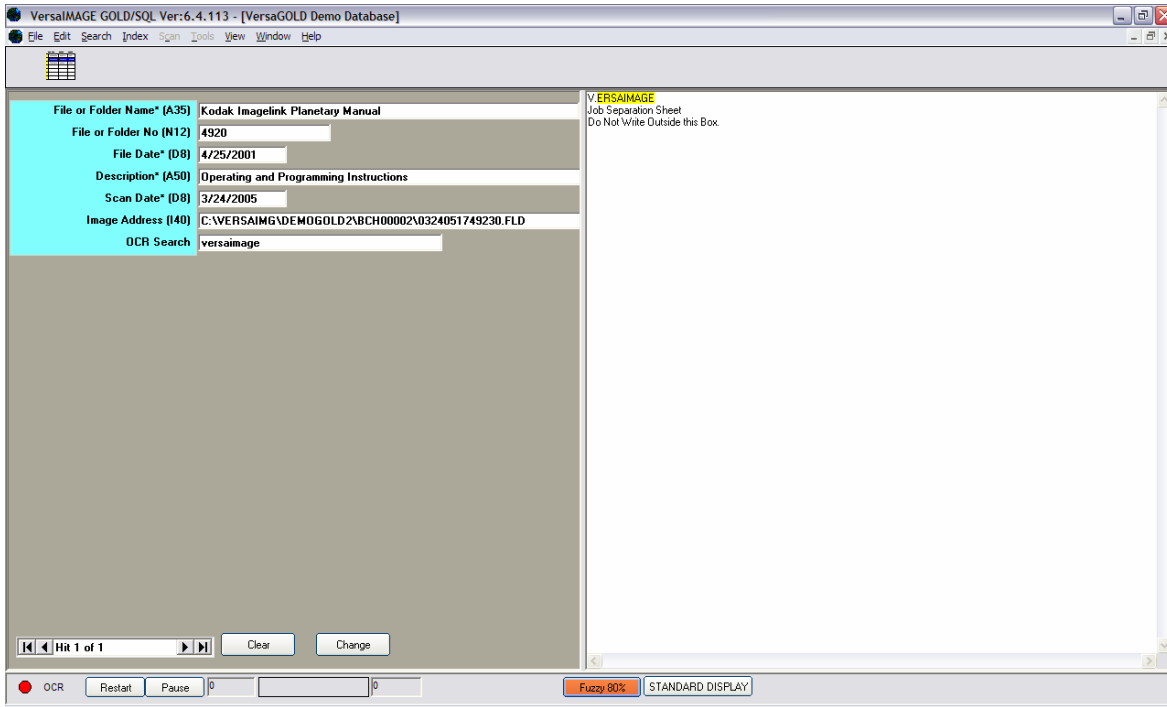 VersaIMAGE GOLD/SQL Ver:6.4.113 - [VersaGOLD Demo Database]
File Edit Search Index Scan Tools View Window Help
File or Folder Name* (A35) Kodak Imagelink Planetary Manual
File or Folder No (N12) 4920
File Date* (D8) 4/25/2001
Description* (A50) Operating and Programming Instructions
Scan Date* (D8) 3/24/2005
Image Address (I40) C:\VERSAIMG\DEMOGOLD2\BCH00002\0324051749230.FLD
OCR Search versaimage
V.ERSAIMAGE
Job Separation Sheet
Do Not Write Outside this Box.
Hit 1 of 1 Clear Change
OCR Restart Pause 0 0 Fuzzy 80% STANDARD DISPLAY